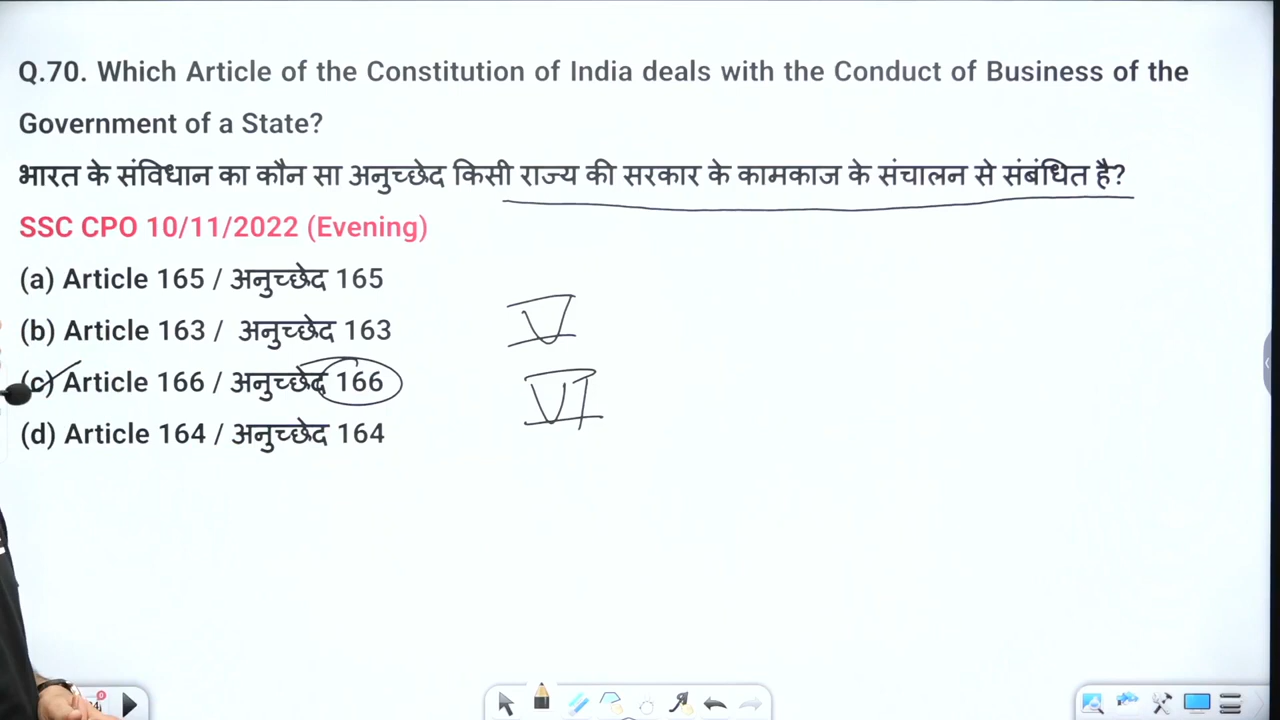 Q.70. Which Article of the Constitution of India deals with the Conduct of Business of the
Government of a State?
भारत के संविधान का कौन सा अनुच्छेद किसी राज्य की सरकार के कामकाज के संचालन से संबंधित है?
SSC CPO 10/11/2022 (Evening)
(a) Article 165 / अनुच्छेद 165
(b) Article 163 / अनुच्छेद 163
V
(c) Article 166 / अनुच्छेद 166
VI
(d) Article 164 / अनुच्छेद 164